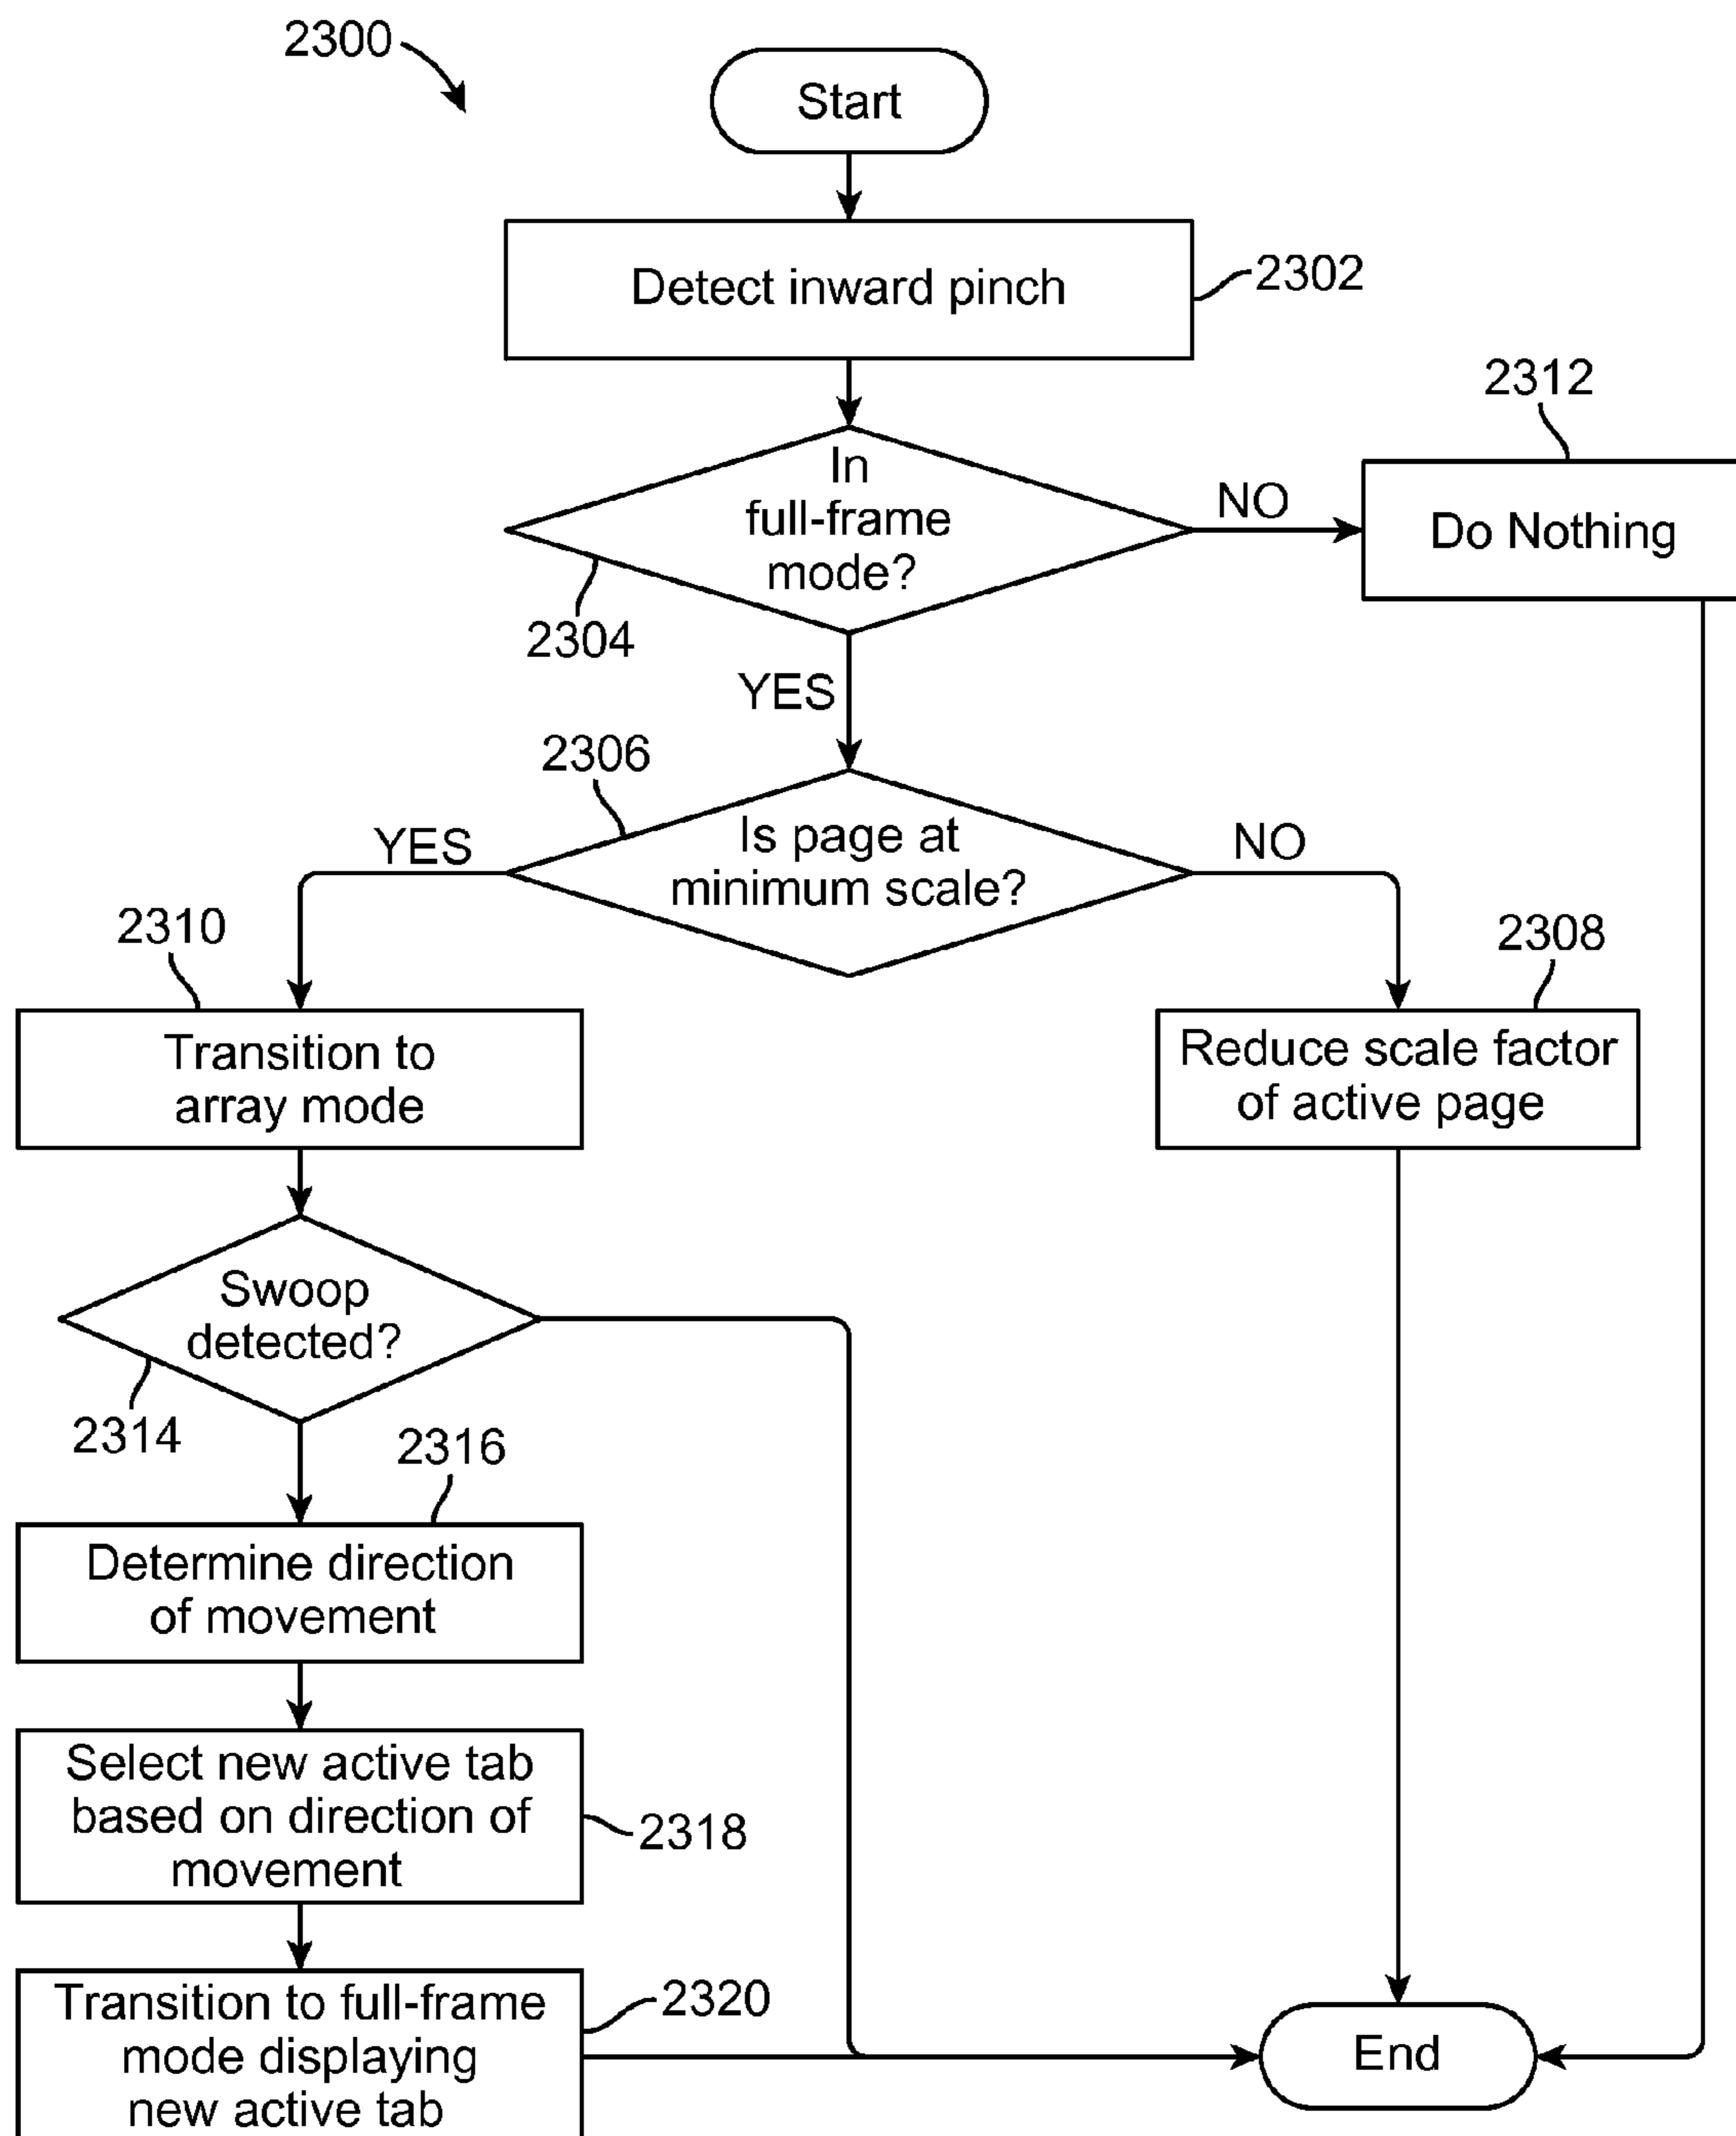 2300
Start
Detect inward pinch
2302
2312
In
full-frame
mode?
NO
Do Nothing
2304
YES
2306
Is page at
minimum scale?
YES
NO
2310
2308
Transition to
array mode
Reduce scale factor
of active page
Swoop
detected?
2314
2316
Determine direction
of movement
Select new active tab
based on direction of
movement
2318
Transition to full-frame
mode displaying
new active tab
2320
End